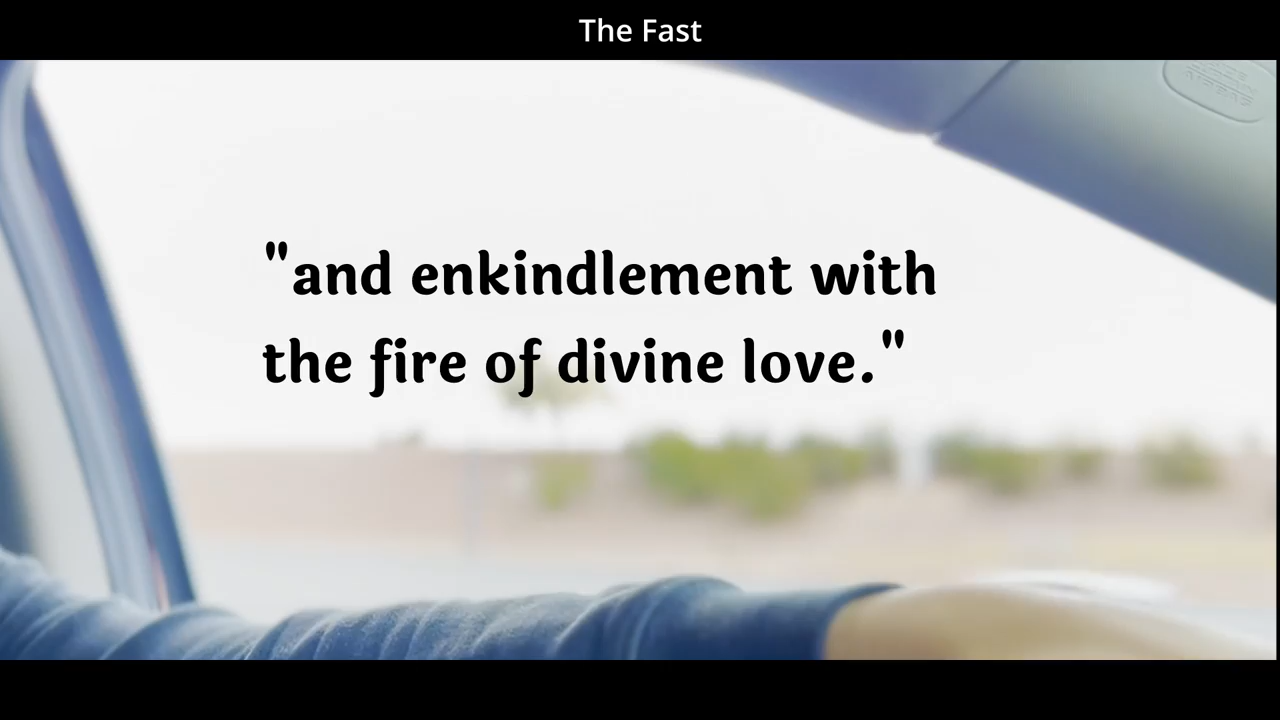 The Fast
"and enkindlement with
the fire of divine love."